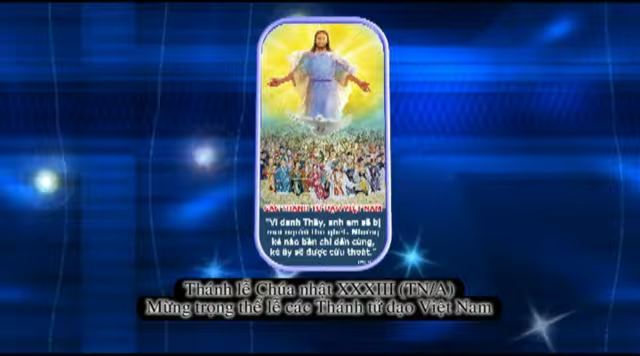 "Vì danh Thầy, anh em sẽ bị
mọi người thù ghét. Nhưng
kẻ nào bền chí đến cùng,
kẻ ấy sẽ được cứu thoát."
Thánh lễ Chúa nhật XXXIII (TN/A)
Mừng trọng thể lễ các Thánh tử đạo Việt Nam